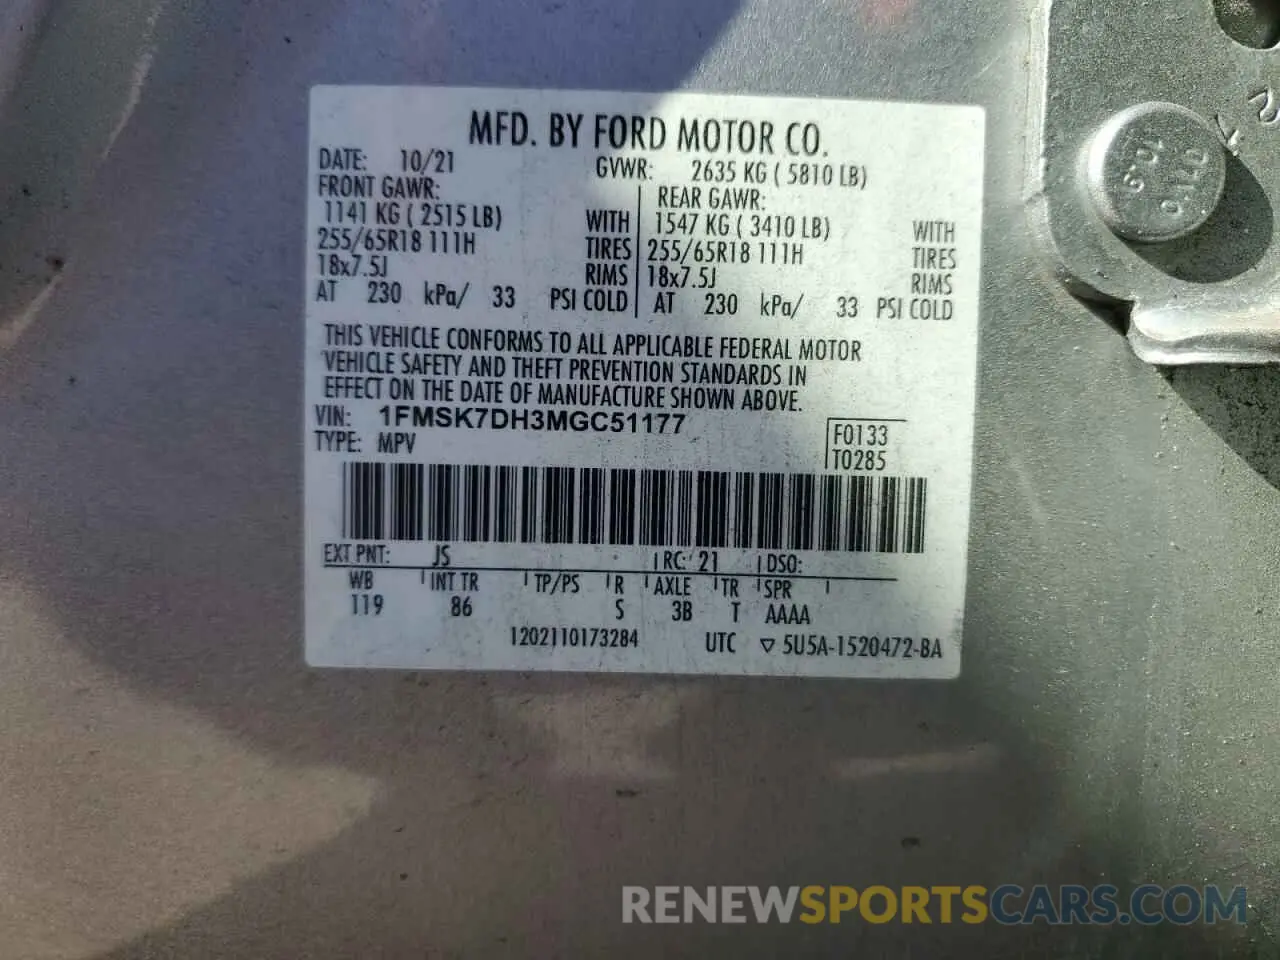 MFD. BY FORD MOTOR CO.
DATE: 10/21 GVWR: 2635 KG ( 5810 LB)
FRONT GAWR: REAR GAWR:
1141 KG ( 2515 LB) WITH 1547 KG ( 3410 LB) WITH
255/65R18 111H TIRES 255/65R18 111H TIRES
18x7.5J RIMS 18x7.5J RIMS
AT 230 kPa/ 33 PSI COLD AT 230 kPa/ 33 PSI COLD
THIS VEHICLE CONFORMS TO ALL APPLICABLE FEDERAL MOTOR
VEHICLE SAFETY AND THEFT PREVENTION STANDARDS IN
EFFECT ON THE DATE OF MANUFACTURE SHOWN ABOVE.
VIN: 1FMSK7DH3MGC51177
TYPE: MPV
F0133
T0285
EXT PNT: JS RC: 21 DSO:
WB INT TR TP/PS R AXLE TR SPR
119 86 S 3B T AAAA
1202110173284 UTC ▽ 5U5A-1520472-BA
RENEWSPORTSCARS.COM